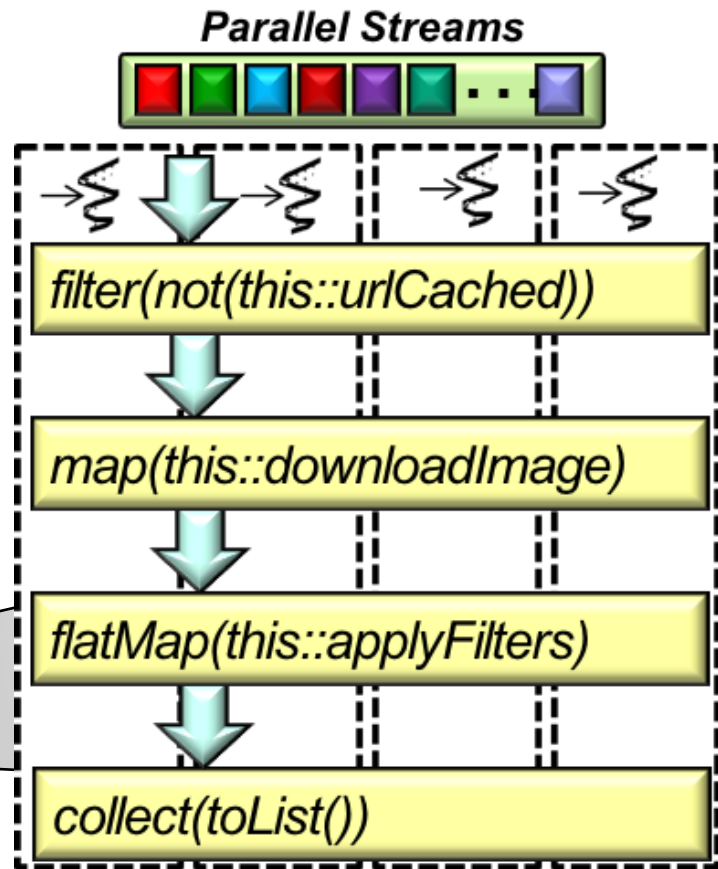 Parallel Streams
...
filter(not(this::urlCached))
map(this::downloadImage)
flatMap(this::applyFilters)
collect(toList())